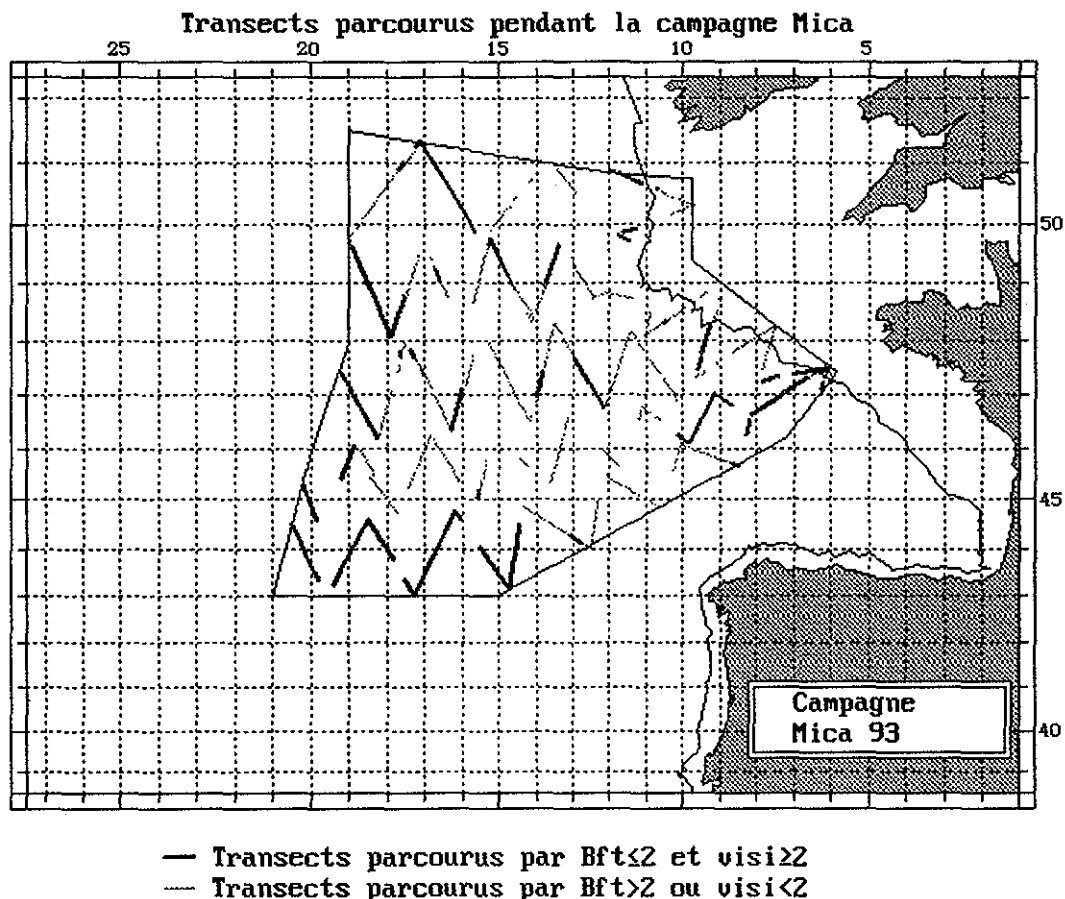 Transects parcourus pendant la campagne Mica
25 20 15 10 5
50
45
Campagne
Mica 93
40
Transects parcourus par Bft≤2 et visi≥2
Transects parcourus par Bft>2 ou visi<2